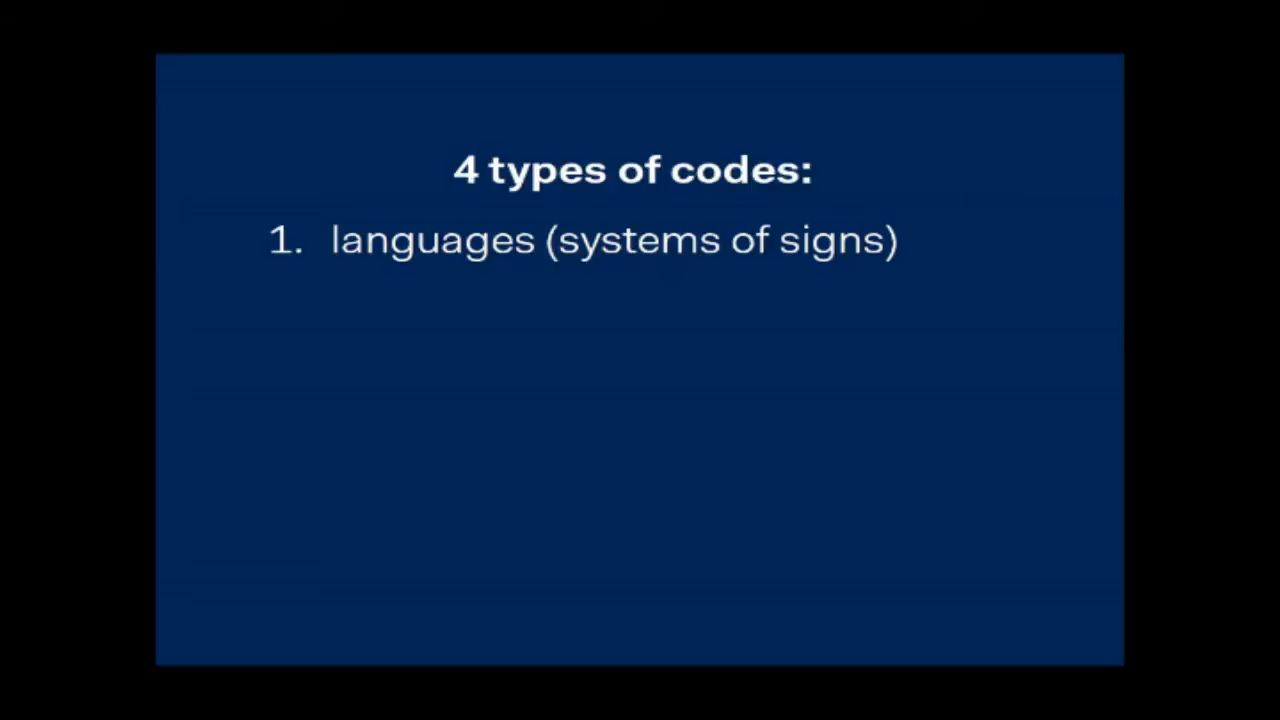 4 types of codes:
1. languages (systems of signs)